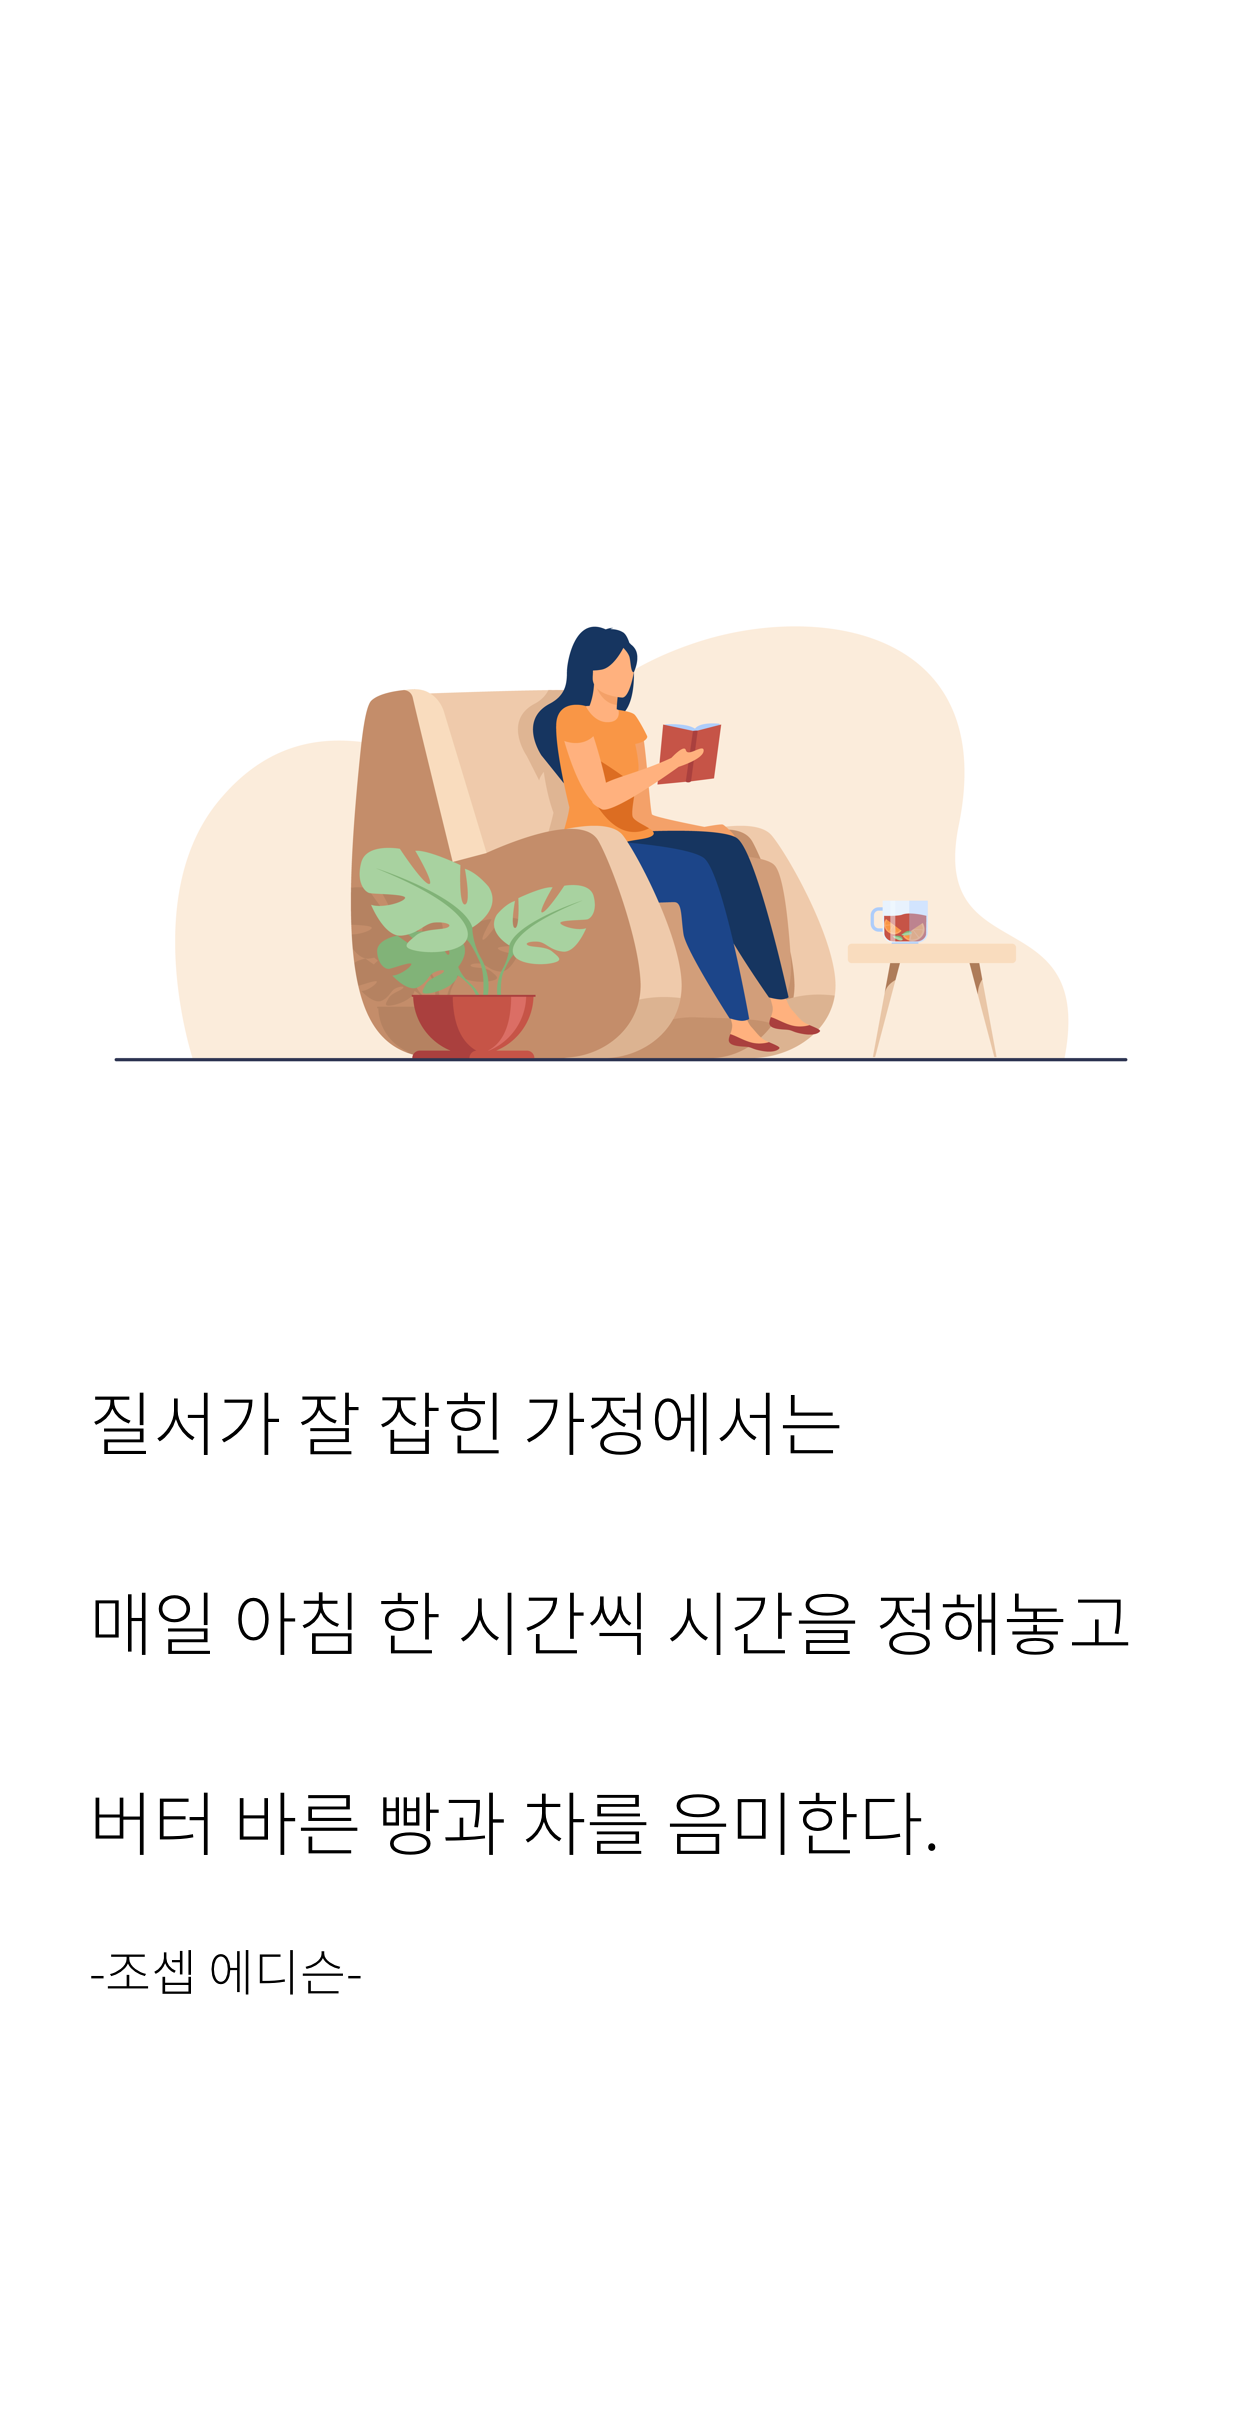 질서가 잘 잡힌 가정에서는
매일 아침 한 시간씩 시간을 정해놓고
버터 바른 빵과 차를 음미한다.
-조셉 에디슨-